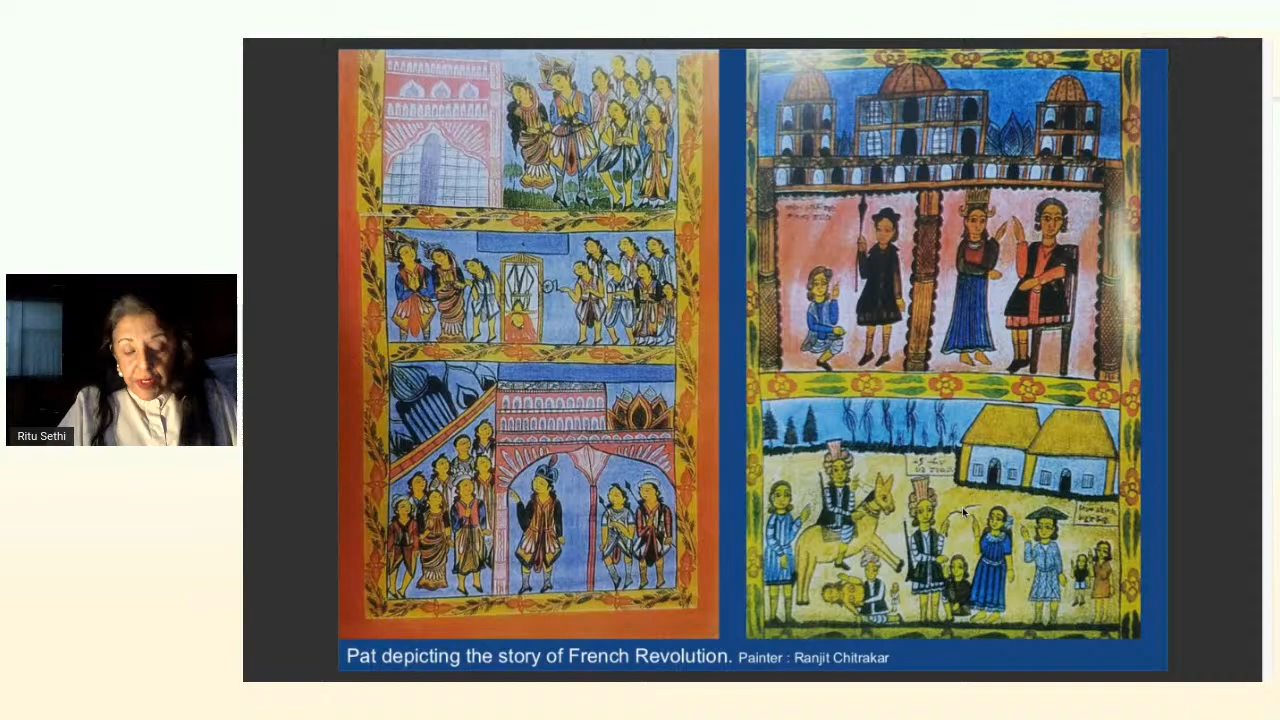 Ritu Sethi
Pat depicting the story of French Revolution. Painter : Ranjit Chitrakar